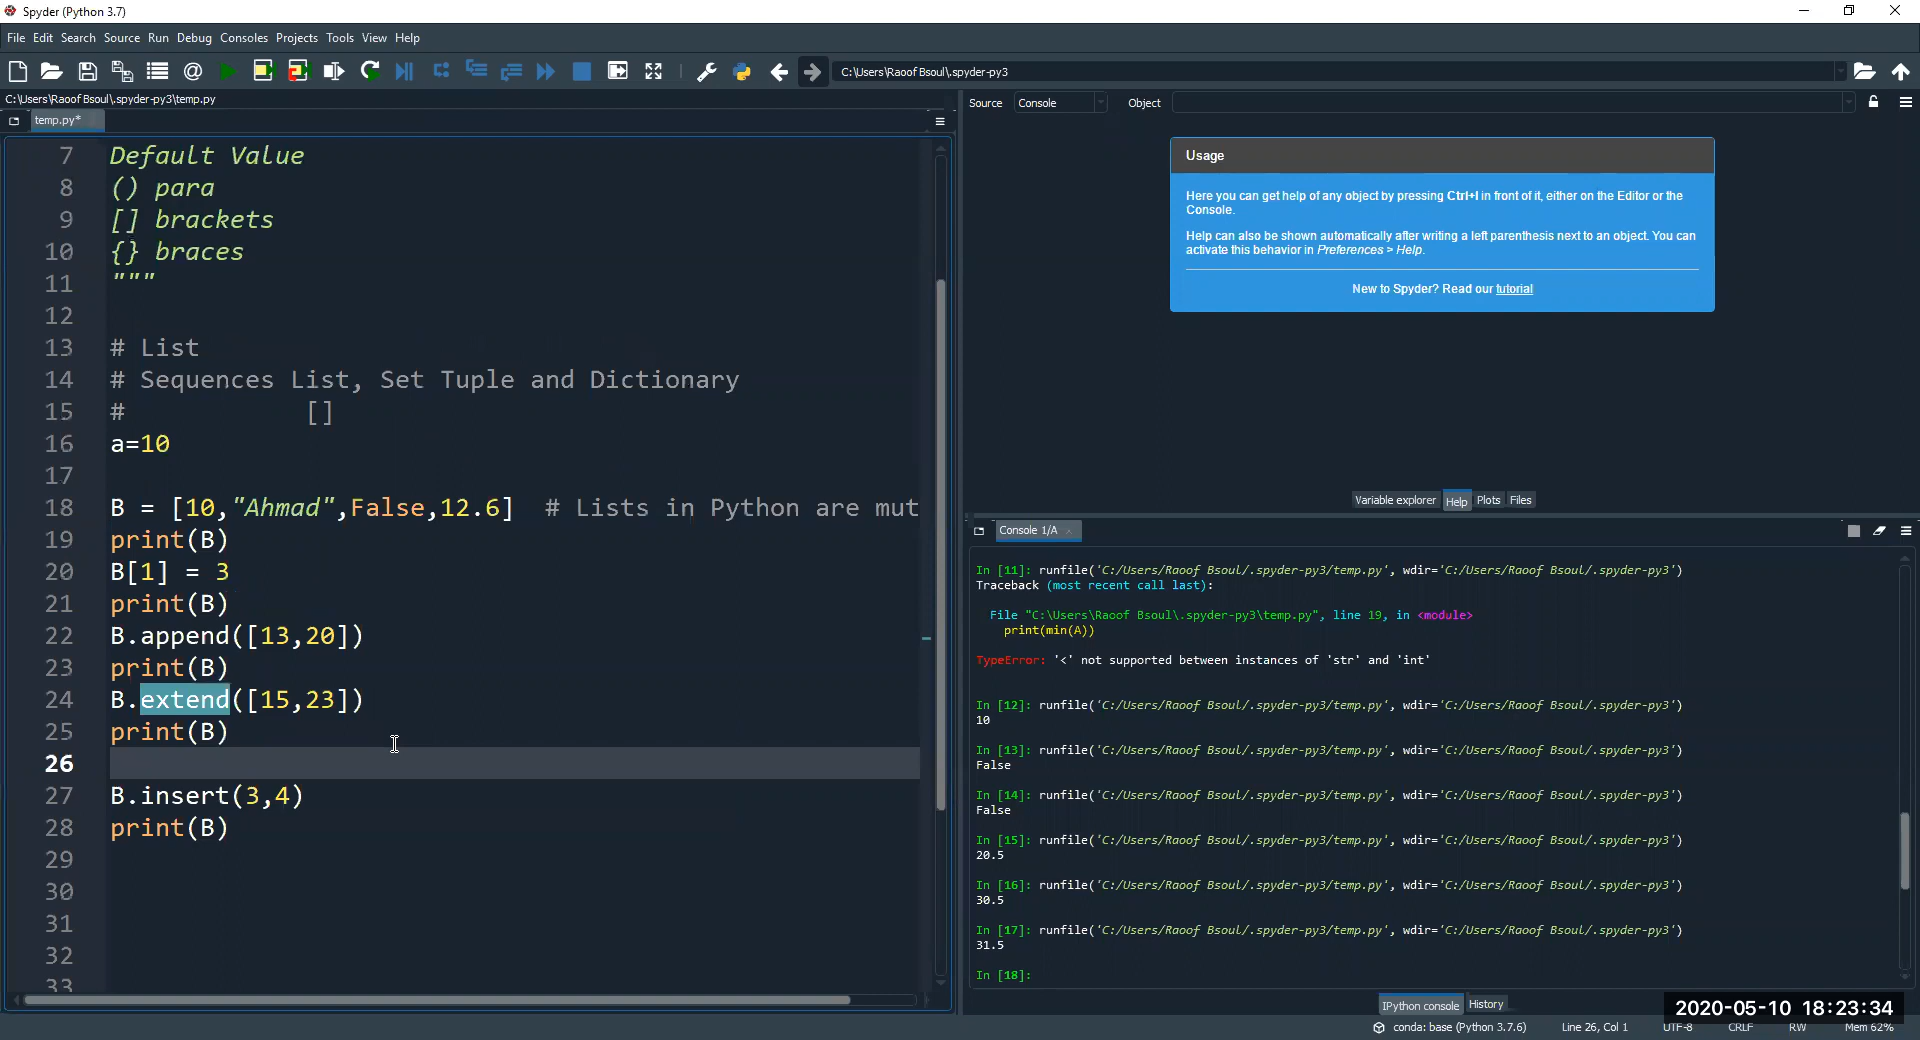 Spyder (Python 3.7)
File Edit Search Source Run Debug Consoles Projects Tools View Help
C:\Users\Raoof Bsoul\.spyder-py3
C:\Users\Raoof Bsoul\.spyder-py3\temp.py
temp.py*
7 Default Value
8 () para
9 [] brackets
10 {} braces
11 """
12
13 # List
14 # Sequences List, Set Tuple and Dictionary
15 # []
16 a=10
17
18 B = [10,"Ahmad",False,12.6] # Lists in Python are mut
19 print(B)
20 B[1] = 3
21 print(B)
22 B.append([13,20])
23 print(B)
24 B.extend([15,23])
25 print(B)
26
27 B.insert(3,4)
28 print(B)
29
30
31
32
33
Source Console Object
Usage
Here you can get help of any object by pressing Ctrl+I in front of it, either on the Editor or the
Console.
Help can also be shown automatically after writing a left parenthesis next to an object. You can
activate this behavior in Preferences > Help.
New to Spyder? Read our tutorial
Variable explorer Help Plots Files
Console 1/A
In [11]: runfile('C:/Users/Raoof Bsoul/.spyder-py3/temp.py', wdir='C:/Users/Raoof Bsoul/.spyder-py3')
Traceback (most recent call last):
File "C:\Users\Raoof Bsoul\.spyder-py3\temp.py", line 19, in <module>
print(min(A))
TypeError: '<' not supported between instances of 'str' and 'int'
In [12]: runfile('C:/Users/Raoof Bsoul/.spyder-py3/temp.py', wdir='C:/Users/Raoof Bsoul/.spyder-py3')
10
In [13]: runfile('C:/Users/Raoof Bsoul/.spyder-py3/temp.py', wdir='C:/Users/Raoof Bsoul/.spyder-py3')
False
In [14]: runfile('C:/Users/Raoof Bsoul/.spyder-py3/temp.py', wdir='C:/Users/Raoof Bsoul/.spyder-py3')
False
In [15]: runfile('C:/Users/Raoof Bsoul/.spyder-py3/temp.py', wdir='C:/Users/Raoof Bsoul/.spyder-py3')
20.5
In [16]: runfile('C:/Users/Raoof Bsoul/.spyder-py3/temp.py', wdir='C:/Users/Raoof Bsoul/.spyder-py3')
30.5
In [17]: runfile('C:/Users/Raoof Bsoul/.spyder-py3/temp.py', wdir='C:/Users/Raoof Bsoul/.spyder-py3')
31.5
In [18]:
IPython console History
2020-05-10 18:23:34
conda: base (Python 3.7.6) Line 26, Col 1 UTF-8 CRLF RW Mem 62%